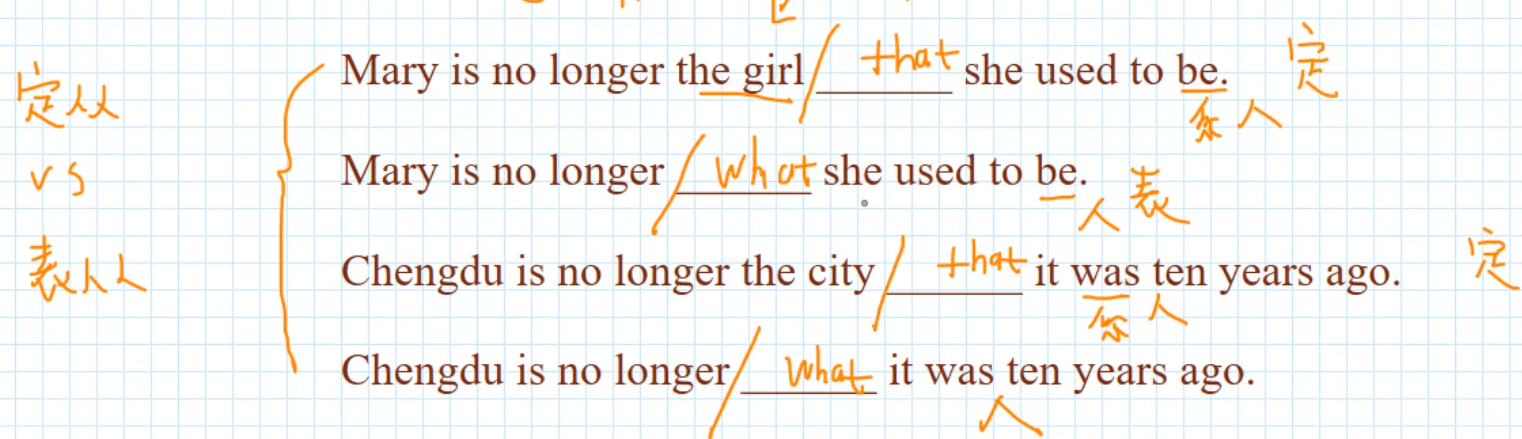 Mary is no longer the girl / that she used to be. 定
定从 系 人
Mary is no longer / what she used to be.
vs 人 表
表从
Chengdu is no longer the city / that it was ten years ago. 定
系 人
Chengdu is no longer / what it was ten years ago.
人